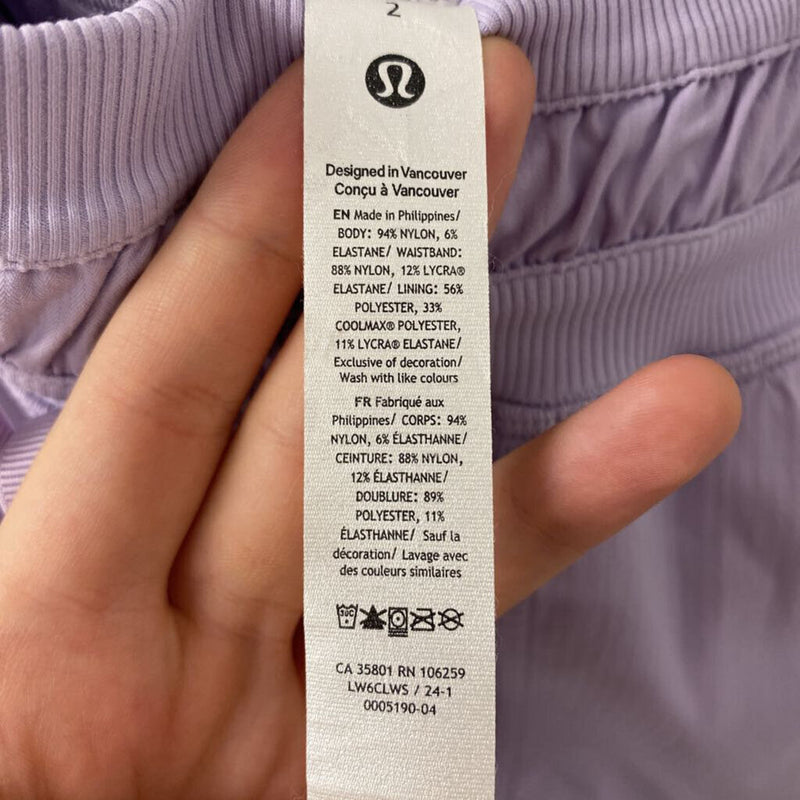 2
Designed in Vancouver
Conçu à Vancouver
EN Made in Philippines/
BODY: 94% NYLON, 6%
ELASTANE/ WAISTBAND:
88% NYLON, 12% LYCRA®
ELASTANE/ LINING: 56%
POLYESTER, 33%
COOLMAX® POLYESTER,
11% LYCRA® ELASTANE/
Exclusive of decoration/
Wash with like colours
FR Fabriqué aux
Philippines/ CORPS: 94%
NYLON, 6% ÉLASTHANNE/
CEINTURE: 88% NYLON,
12% ÉLASTHANNE/
DOUBLURE: 89%
POLYESTER, 11%
ÉLASTHANNE/ Sauf la
décoration/ Lavage avec
des couleurs similaires
30C
CA 35801 RN 106259
LW6CLWS / 24-1
0005190-04